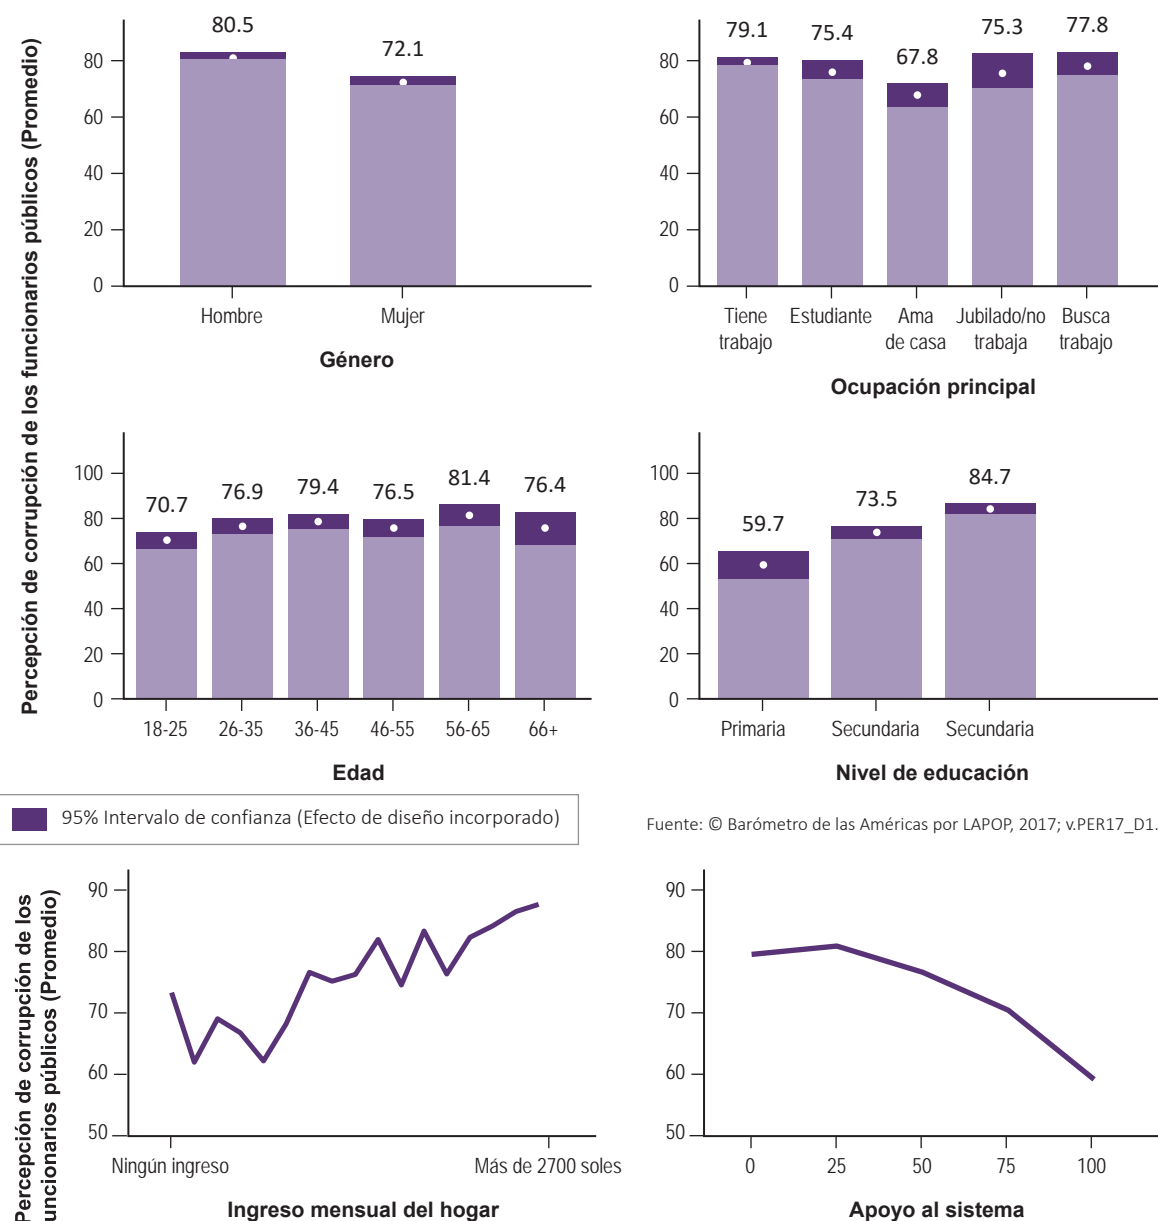 Percepción de corrupción de los funcionarios públicos (Promedio)
80.5
72.1
80
60
40
20
0
Hombre
Mujer
Género
79.1
75.4
67.8
75.3
77.8
80
60
40
20
0
Tiene trabajo
Estudiante
Ama de casa
Jubilado/no trabaja
Busca trabajo
Ocupación principal
100
80
60
40
20
0
70.7
76.9
79.4
76.5
81.4
76.4
18-25
26-35
36-45
46-55
56-65
66+
Edad
100
80
60
40
20
0
59.7
73.5
84.7
Primaria
Secundaria
Secundaria
Nivel de educación
95% Intervalo de confianza (Efecto de diseño incorporado)
Fuente: © Barómetro de las Américas por LAPOP, 2017; v.PER17_D1.
Percepción de corrupción de los
uncionarios públicos (Promedio)
90
80
70
60
50
Ningún ingreso
Más de 2700 soles
Ingreso mensual del hogar
90
80
70
60
50
0
25
50
75
100
Apoyo al sistema